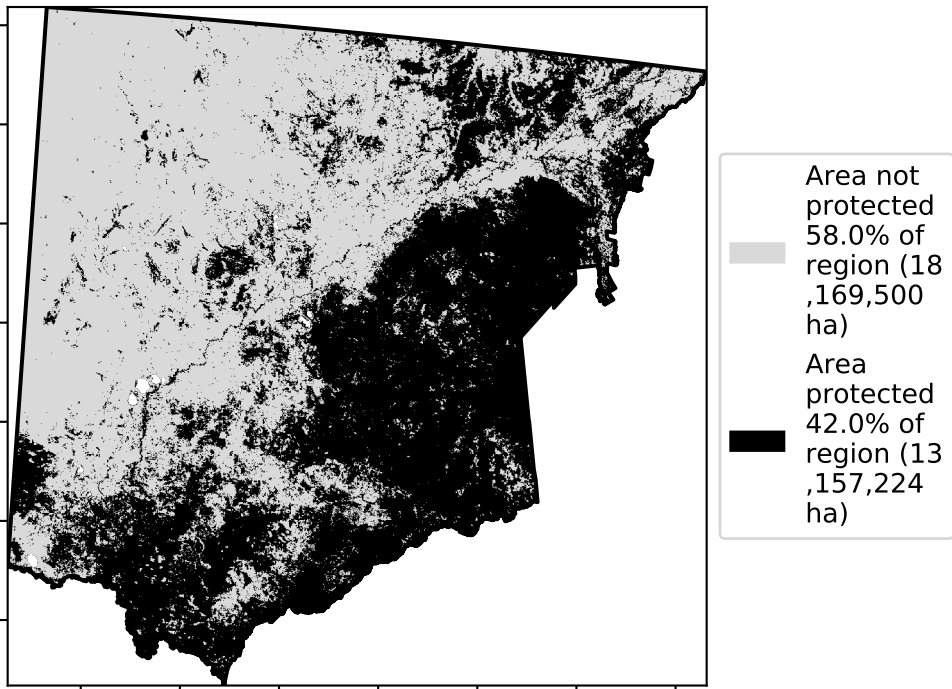 Area not
protected
58.0% of
region (18
,169,500
ha)
Area
protected
42.0% of
region (13
,157,224
ha)